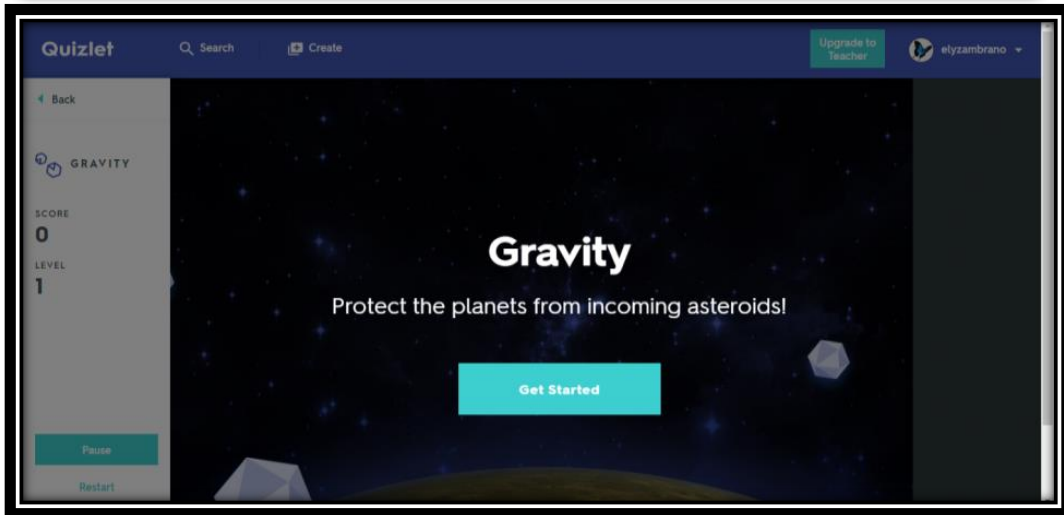 Quizlet
Search
Create
Upgrade to
Teacher
elyzambrano
Back
GRAVITY
SCORE
0
LEVEL
1
Gravity
Protect the planets from incoming asteroids!
Get Started
Pause
Restart